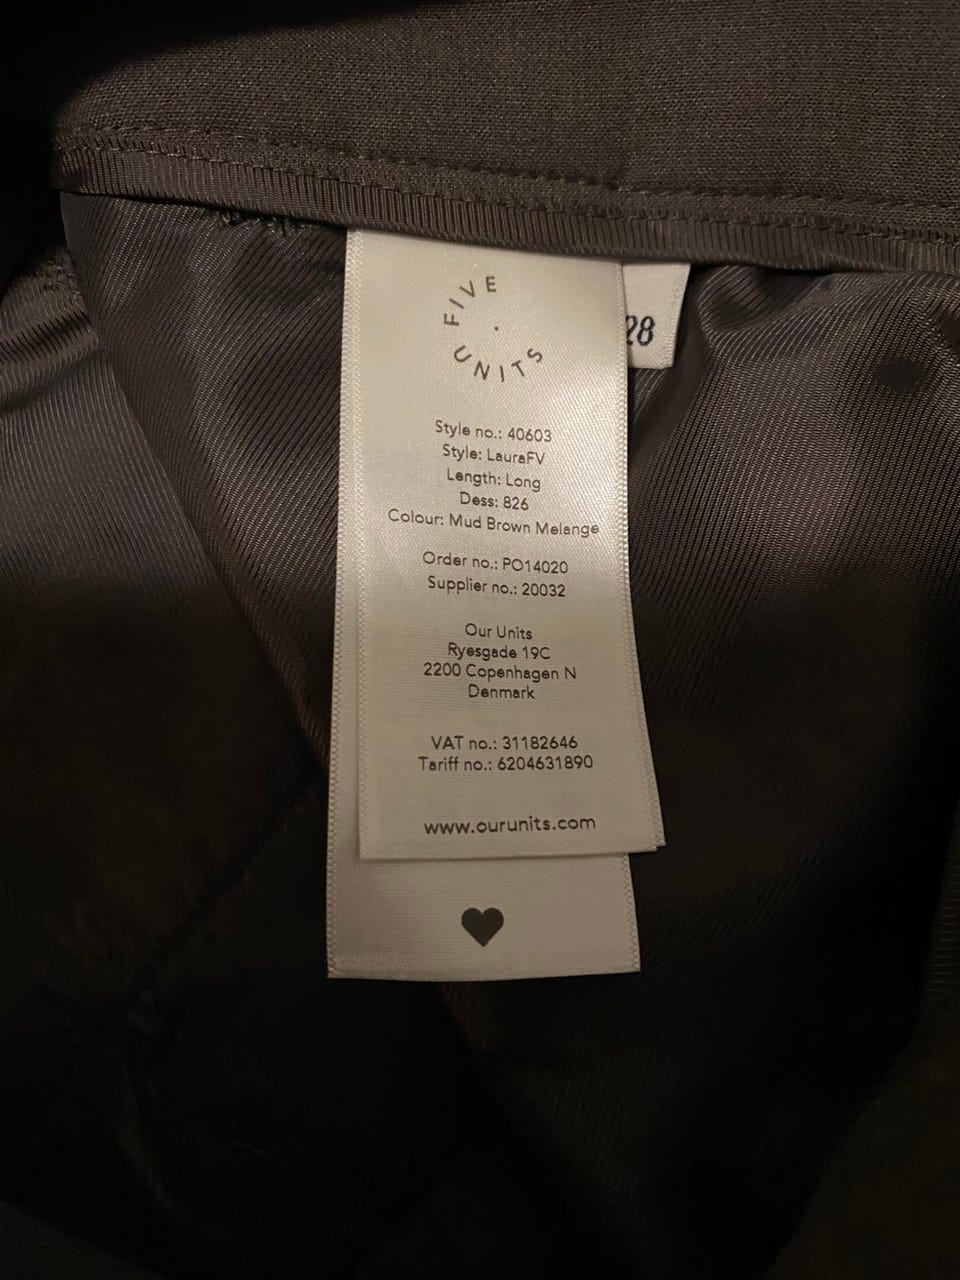 FIVE
UNITS
28
Style no.: 40603
Style: LauraFV
Length: Long
Dess: 826
Colour: Mud Brown Melange
Order no.: PO14020
Supplier no.: 20032
Our Units
Ryesgade 19C
2200 Copenhagen N
Denmark
VAT no.: 31182646
Tariff no.: 6204631890
www.ourunits.com